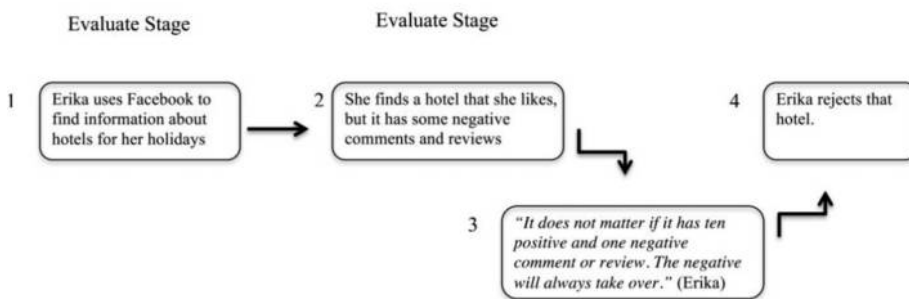 Evaluate Stage
Evaluate Stage
1
Erika uses Facebook to
find information about
hotels for her holidays
2
She finds a hotel that she likes,
but it has some negative
comments and reviews
3
“It does not matter if it has ten
positive and one negative
comment or review. The negative
will always take over.” (Erika)
4
Erika rejects that
hotel.